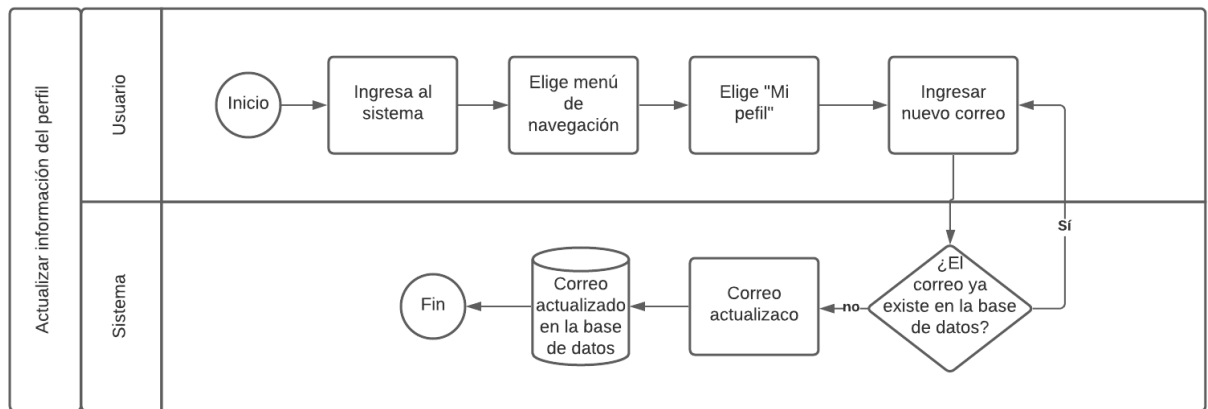 Actualizar información del perfil
Usuario
Inicio
Ingresa al
sistema
Elige menú
de
navegación
Elige "Mi
pefil"
Ingresar
nuevo correo
Sistema
Sí
¿El
correo ya
existe en la base
de datos?
no
Correo
actualizaco
Correo
actualizado
en la base
de datos
Fin